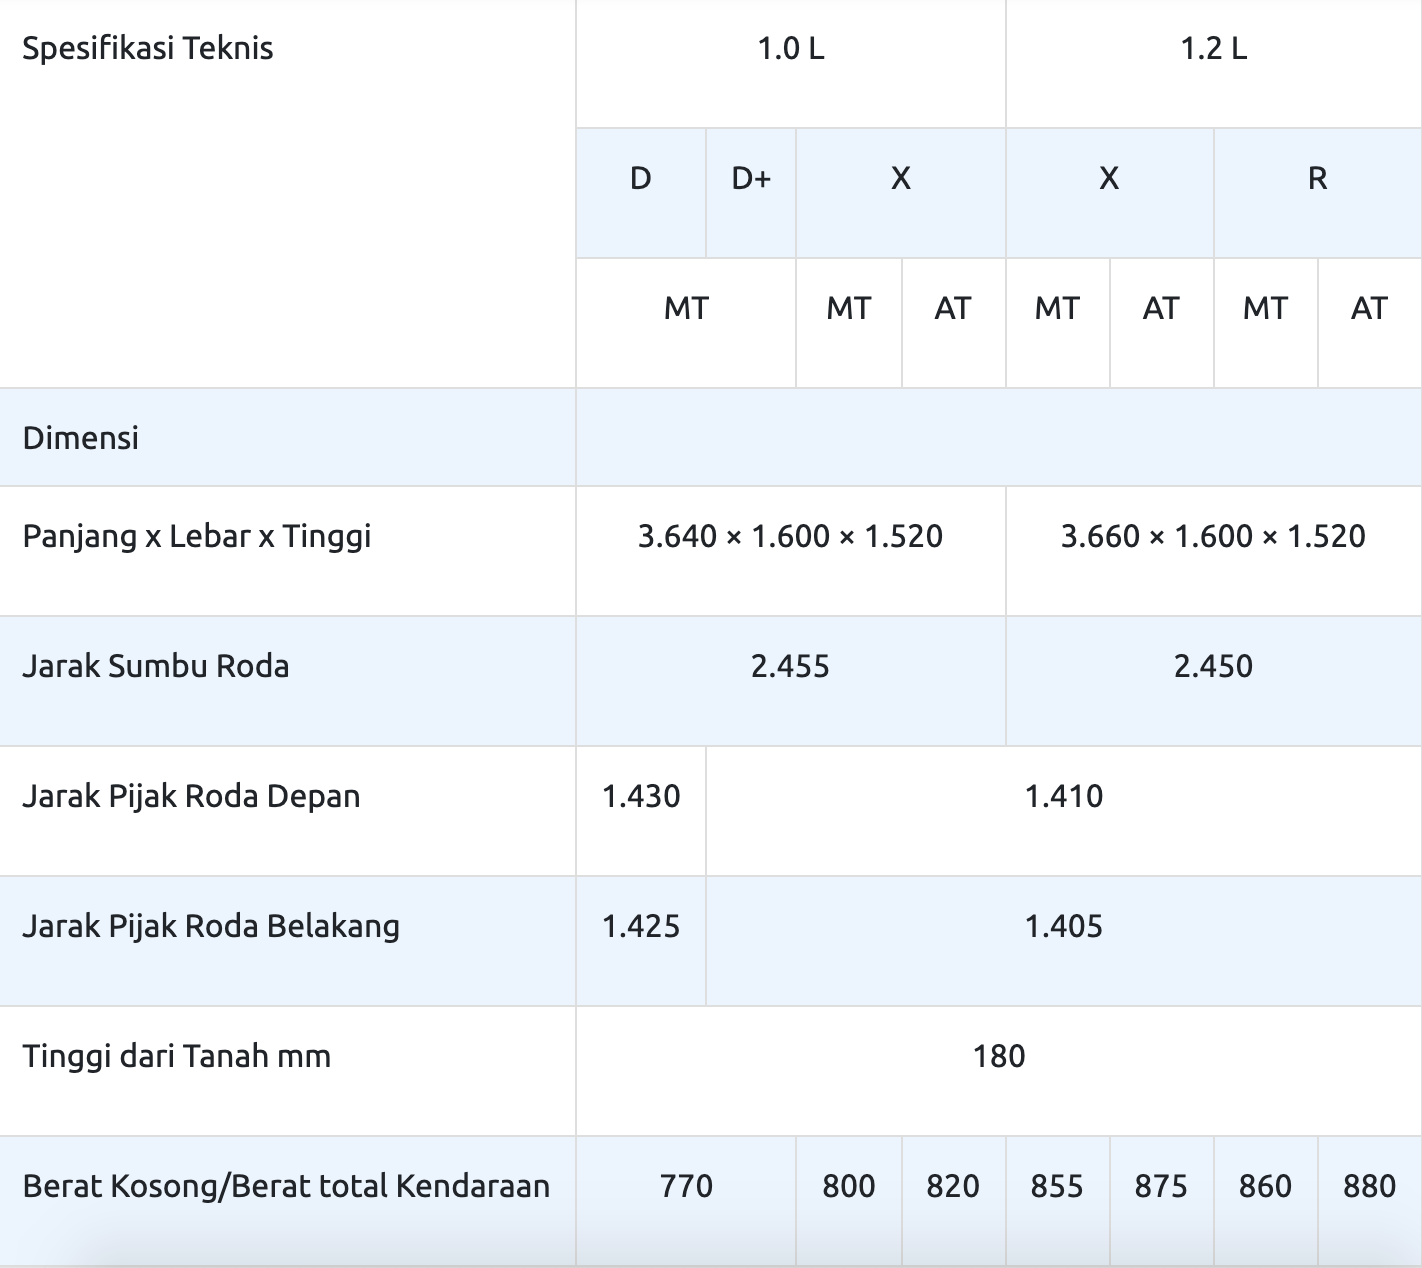 Spesifikasi Teknis 1.0 L 1.2 L
D D+ X X R
MT MT AT MT AT MT AT
Dimensi
Panjang x Lebar x Tinggi 3.640 × 1.600 × 1.520 3.660 × 1.600 × 1.520
Jarak Sumbu Roda 2.455 2.450
Jarak Pijak Roda Depan 1.430 1.410
Jarak Pijak Roda Belakang 1.425 1.405
Tinggi dari Tanah mm 180
Berat Kosong/Berat total Kendaraan 770 800 820 855 875 860 880